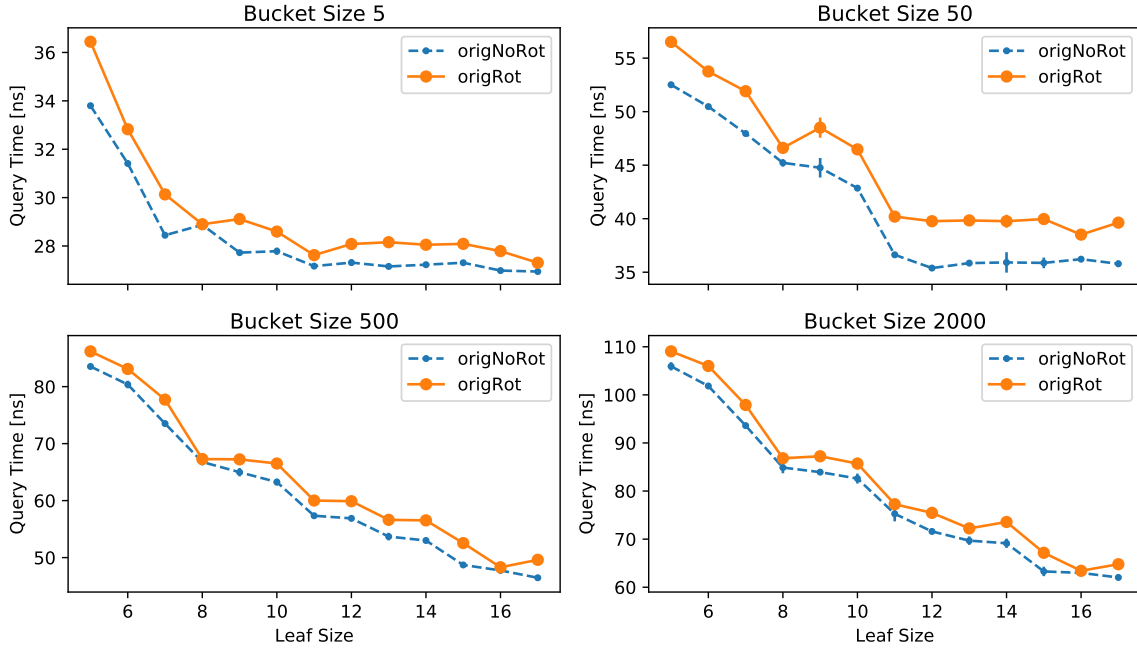 Bucket Size 5
Query Time [ns]
36
34
32
30
28
origNoRot
origRot
Bucket Size 50
Query Time [ns]
55
50
45
40
35
origNoRot
origRot
Bucket Size 500
Query Time [ns]
80
70
60
50
origNoRot
origRot
6 8 10 12 14 16
Leaf Size
Bucket Size 2000
Query Time [ns]
110
100
90
80
70
60
origNoRot
origRot
6 8 10 12 14 16
Leaf Size